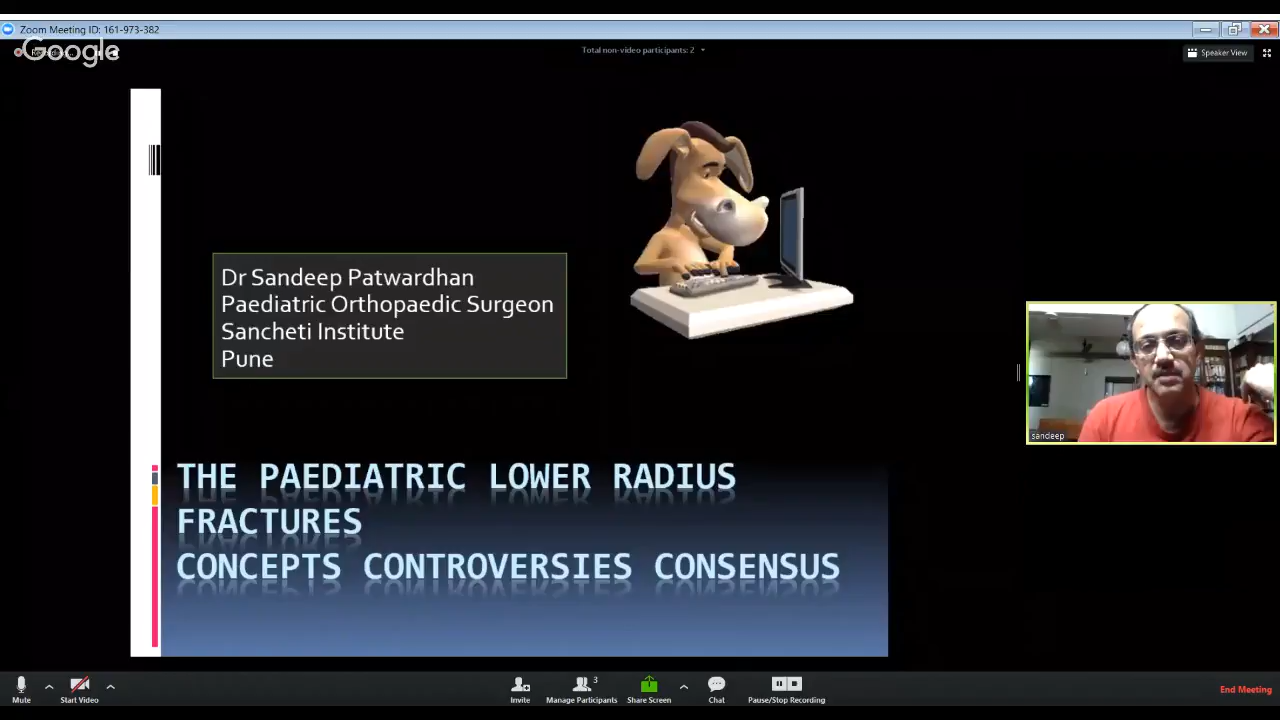 Zoom Meeting ID: 161-973-382
Google
Total non-video participants: 2
Speaker View
Dr Sandeep Patwardhan
Paediatric Orthopaedic Surgeon
Sancheti Institute
Pune
sandeep
THE PAEDIATRIC LOWER RADIUS
FRACTURES
CONCEPTS CONTROVERSIES CONSENSUS
3
Mute
Start Video
Invite
Manage Participants
Share Screen
Chat
Pause/Stop Recording
End Meeting